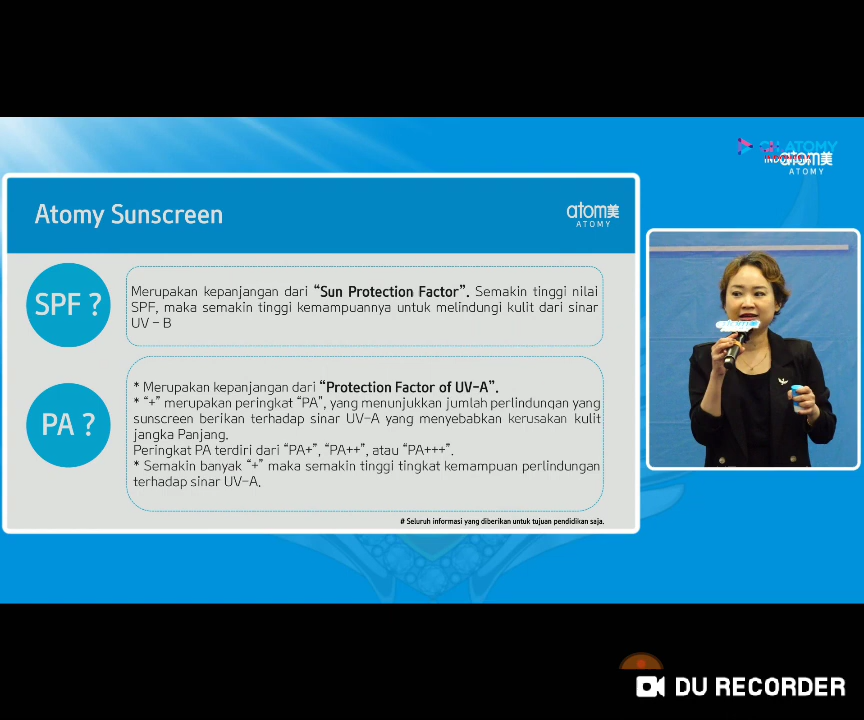 ATOMY
atom美
ATOMY
Atomy Sunscreen
atom美
ATOMY
SPF ?
Merupakan kepanjangan dari “Sun Protection Factor”. Semakin tinggi nilai
SPF, maka semakin tinggi kemampuannya untuk melindungi kulit dari sinar
UV – B
PA ?
* Merupakan kepanjangan dari “Protection Factor of UV-A”.
* “+” merupakan peringkat “PA”, yang menunjukkan jumlah perlindungan yang
sunscreen berikan terhadap sinar UV-A yang menyebabkan kerusakan kulit
jangka Panjang.
Peringkat PA terdiri dari “PA+”, “PA++”, atau “PA+++”.
* Semakin banyak “+” maka semakin tinggi tingkat kemampuan perlindungan
terhadap sinar UV-A.
# Seluruh informasi yang diberikan untuk tujuan pendidikan saja.
DU RECORDER